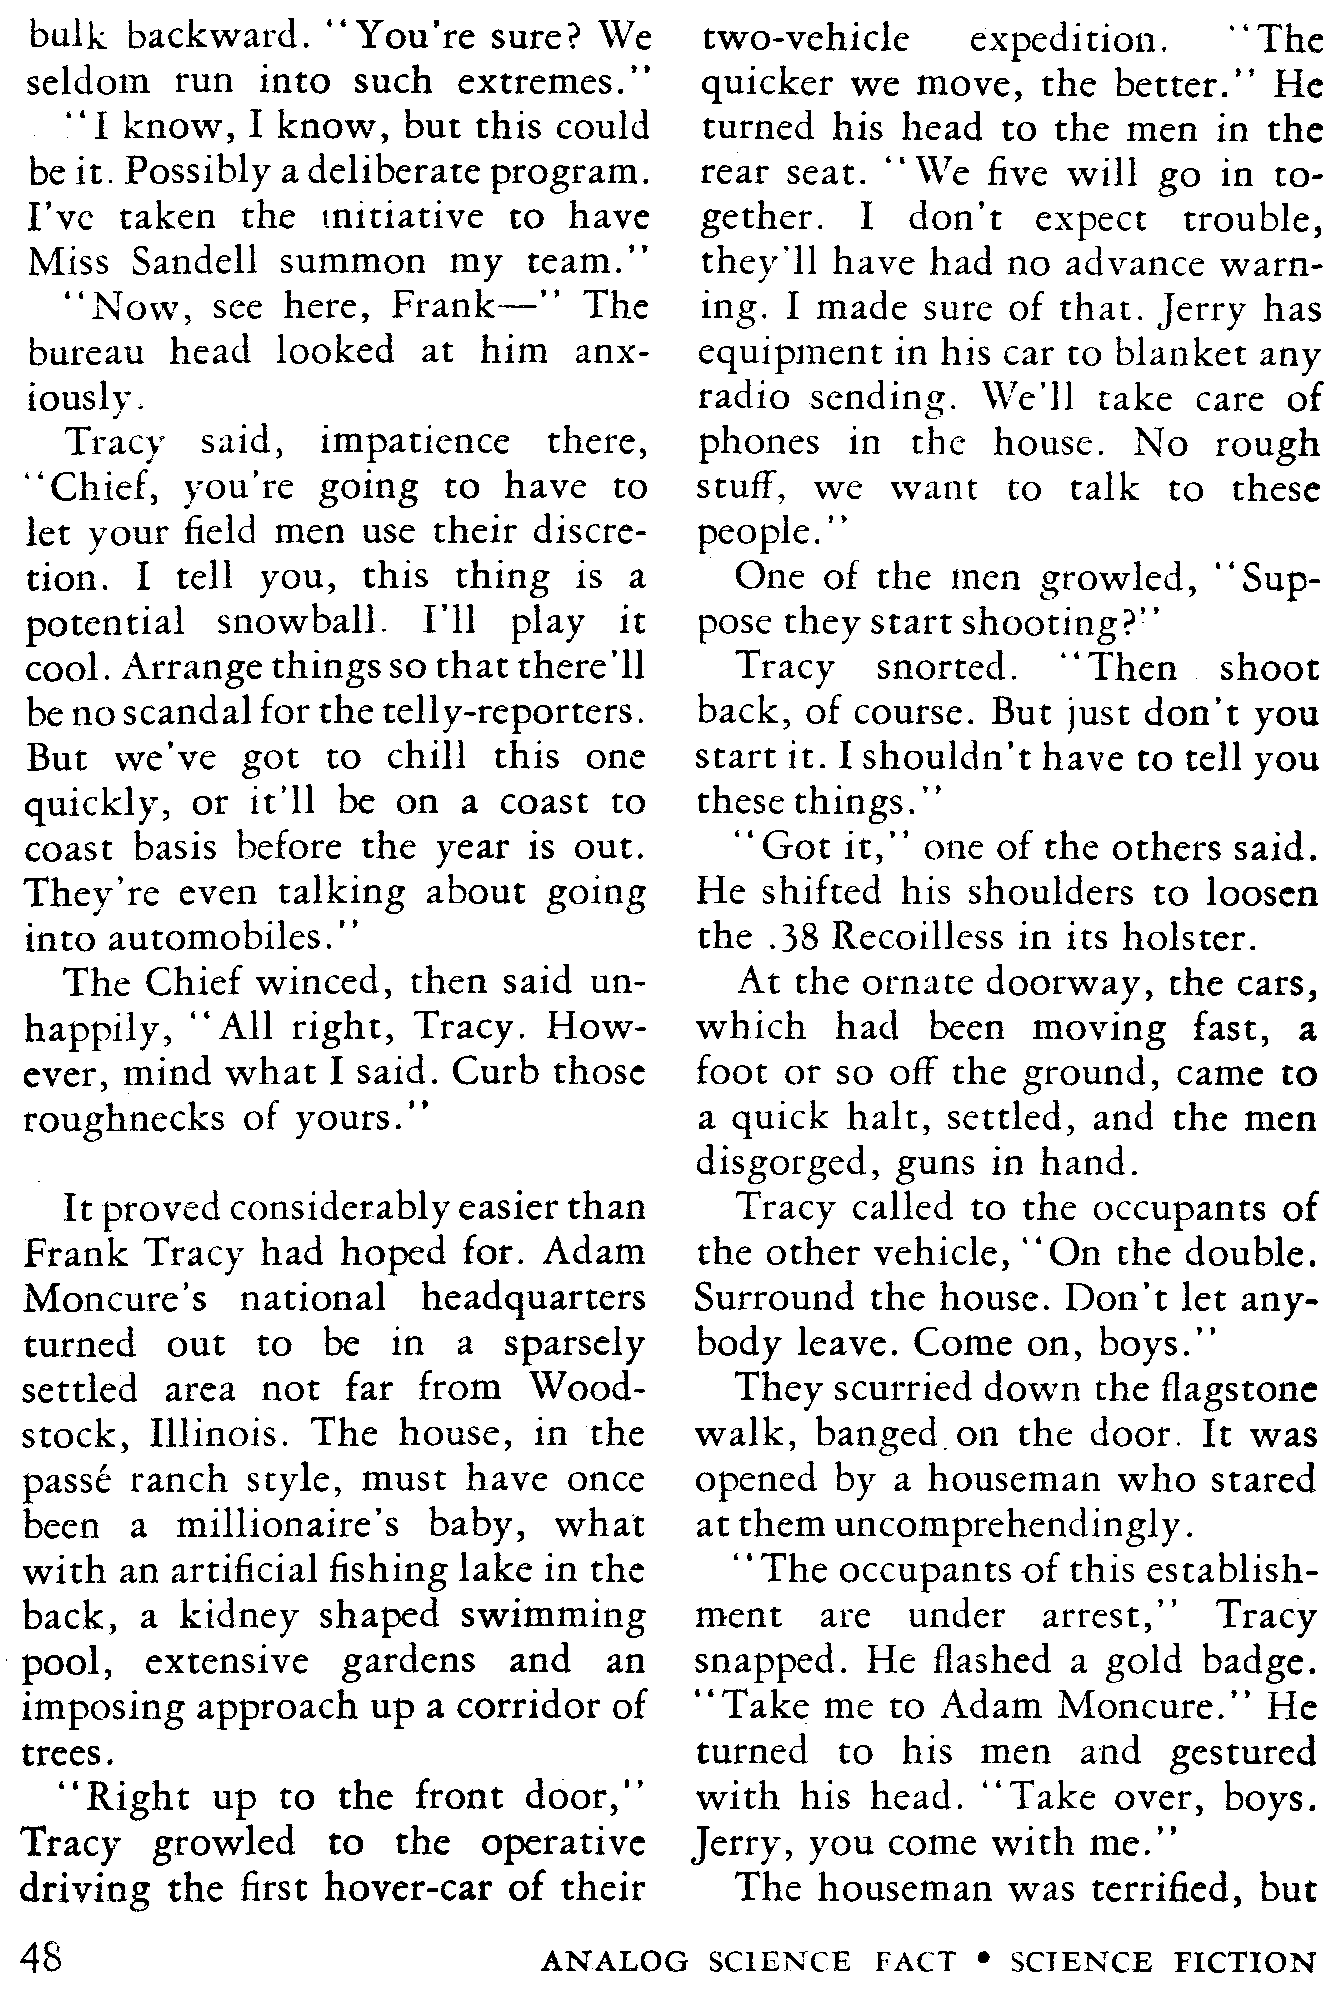 bulk backward. "You're sure? We
seldom run into such extremes."
"I know, I know, but this could
be it. Possibly a deliberate program.
I've taken the initiative to have
Miss Sandell summon my team."
"Now, see here, Frank—" The
bureau head looked at him anx-
iously.
Tracy said, impatience there,
"Chief, you're going to have to
let your field men use their discre-
tion. I tell you, this thing is a
potential snowball. I'll play it
cool. Arrange things so that there'll
be no scandal for the telly-reporters.
But we've got to chill this one
quickly, or it'll be on a coast to
coast basis before the year is out.
They're even talking about going
into automobiles."
The Chief winced, then said un-
happily, "All right, Tracy. How-
ever, mind what I said. Curb those
roughnecks of yours."
It proved considerably easier than
Frank Tracy had hoped for. Adam
Moncure's national headquarters
turned out to be in a sparsely
settled area not far from Wood-
stock, Illinois. The house, in the
passé ranch style, must have once
been a millionaire's baby, what
with an artificial fishing lake in the
back, a kidney shaped swimming
pool, extensive gardens and an
imposing approach up a corridor of
trees.
"Right up to the front door,"
Tracy growled to the operative
driving the first hover-car of their
two-vehicle expedition. "The
quicker we move, the better." He
turned his head to the men in the
rear seat. "We five will go in to-
gether. I don't expect trouble,
they'll have had no advance warn-
ing. I made sure of that. Jerry has
equipment in his car to blanket any
radio sending. We'll take care of
phones in the house. No rough
stuff, we want to talk to these
people."
One of the men growled, "Sup-
pose they start shooting?"
Tracy snorted. "Then shoot
back, of course. But just don't you
start it. I shouldn't have to tell you
these things."
"Got it," one of the others said.
He shifted his shoulders to loosen
the .38 Recoilless in its holster.
At the ornate doorway, the cars,
which had been moving fast, a
foot or so off the ground, came to
a quick halt, settled, and the men
disgorged, guns in hand.
Tracy called to the occupants of
the other vehicle, "On the double.
Surround the house. Don't let any-
body leave. Come on, boys."
They scurried down the flagstone
walk, banged on the door. It was
opened by a houseman who stared
at them uncomprehendingly.
"The occupants of this establish-
ment are under arrest," Tracy
snapped. He flashed a gold badge.
"Take me to Adam Moncure." He
turned to his men and gestured
with his head. "Take over, boys.
Jerry, you come with me."
The houseman was terrified, but
48
ANALOG SCIENCE FACT • SCIENCE FICTION